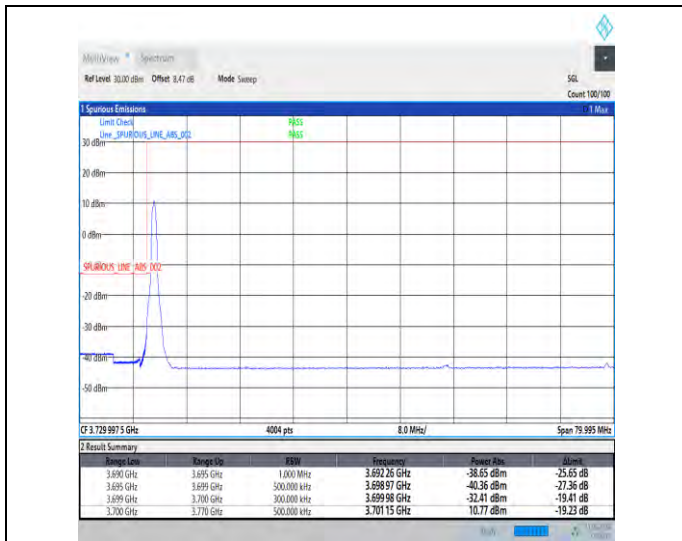 MultiView Spectrum
Ref Level 30.00 dBm Offset 8.47 dB Mode Sweep SGL
Count 100/100
1 Spurious Emissions 1 Max
Limit Check PASS
Line _SPURIOUS_LINE_ABS_002 PASS
30 dBm
20 dBm
10 dBm
0 dBm
_SPURIOUS_LINE_ABS_002
-20 dBm
-30 dBm
-40 dBm
-50 dBm
CF 3.729 997 5 GHz 4004 pts 8.0 MHz/ Span 79.995 MHz
2 Result Summary
Range Low Range Up RBW Frequency Power Abs ΔLimit
3.690 GHz 3.695 GHz 1.000 MHz 3.692 26 GHz -38.65 dBm -25.65 dB
3.695 GHz 3.699 GHz 500.000 kHz 3.698 97 GHz -40.36 dBm -27.36 dB
3.699 GHz 3.700 GHz 300.000 kHz 3.699 98 GHz -32.41 dBm -19.41 dB
3.700 GHz 3.770 GHz 500.000 kHz 3.701 15 GHz 10.77 dBm -19.23 dB